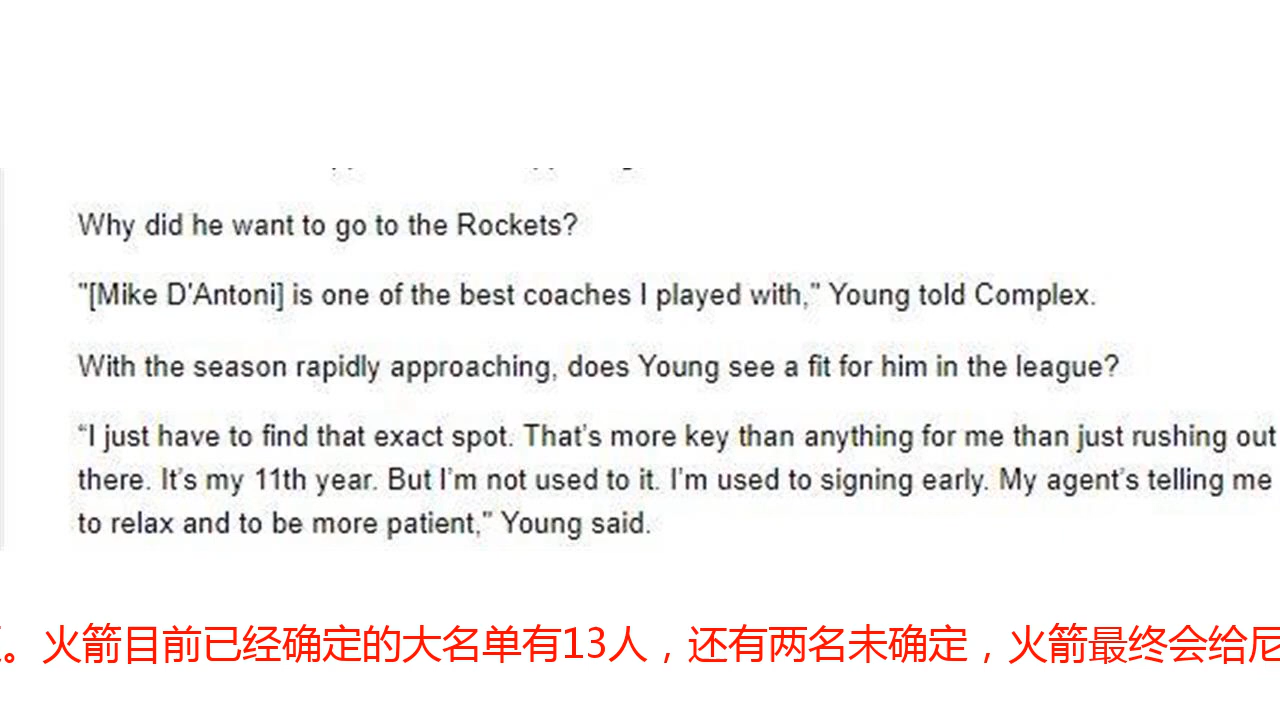 Why did he want to go to the Rockets?
"[Mike D'Antoni] is one of the best coaches I played with," Young told Complex.
With the season rapidly approaching, does Young see a fit for him in the league?
“I just have to find that exact spot. That’s more key than anything for me than just rushing out
there. It’s my 11th year. But I’m not used to it. I’m used to signing early. My agent’s telling me
to relax and to be more patient,” Young said.
。火箭目前已经确定的大名单有13人，还有两名未确定，火箭最终会给尼